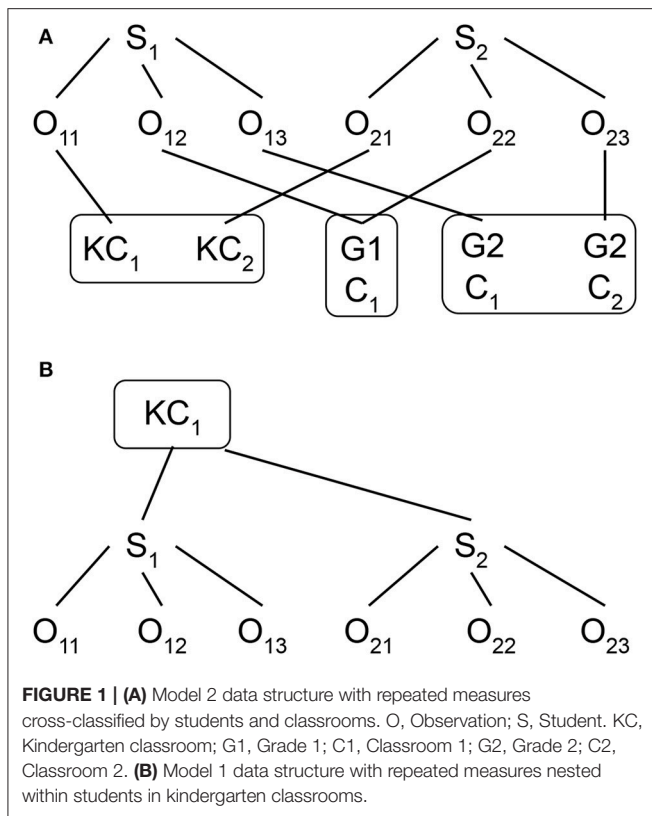 A
S₁ S₂
O₁₁ O₁₂ O₁₃ O₂₁ O₂₂ O₂₃
KC₁ KC₂ G1 G2 G2
C₁ C₁ C₂
B
KC₁
S₁ S₂
O₁₁ O₁₂ O₁₃ O₂₁ O₂₂ O₂₃
FIGURE 1 | (A) Model 2 data structure with repeated measures
cross-classified by students and classrooms. O, Observation; S, Student. KC,
Kindergarten classroom; G1, Grade 1; C1, Classroom 1; G2, Grade 2; C2,
Classroom 2. (B) Model 1 data structure with repeated measures nested
within students in kindergarten classrooms.